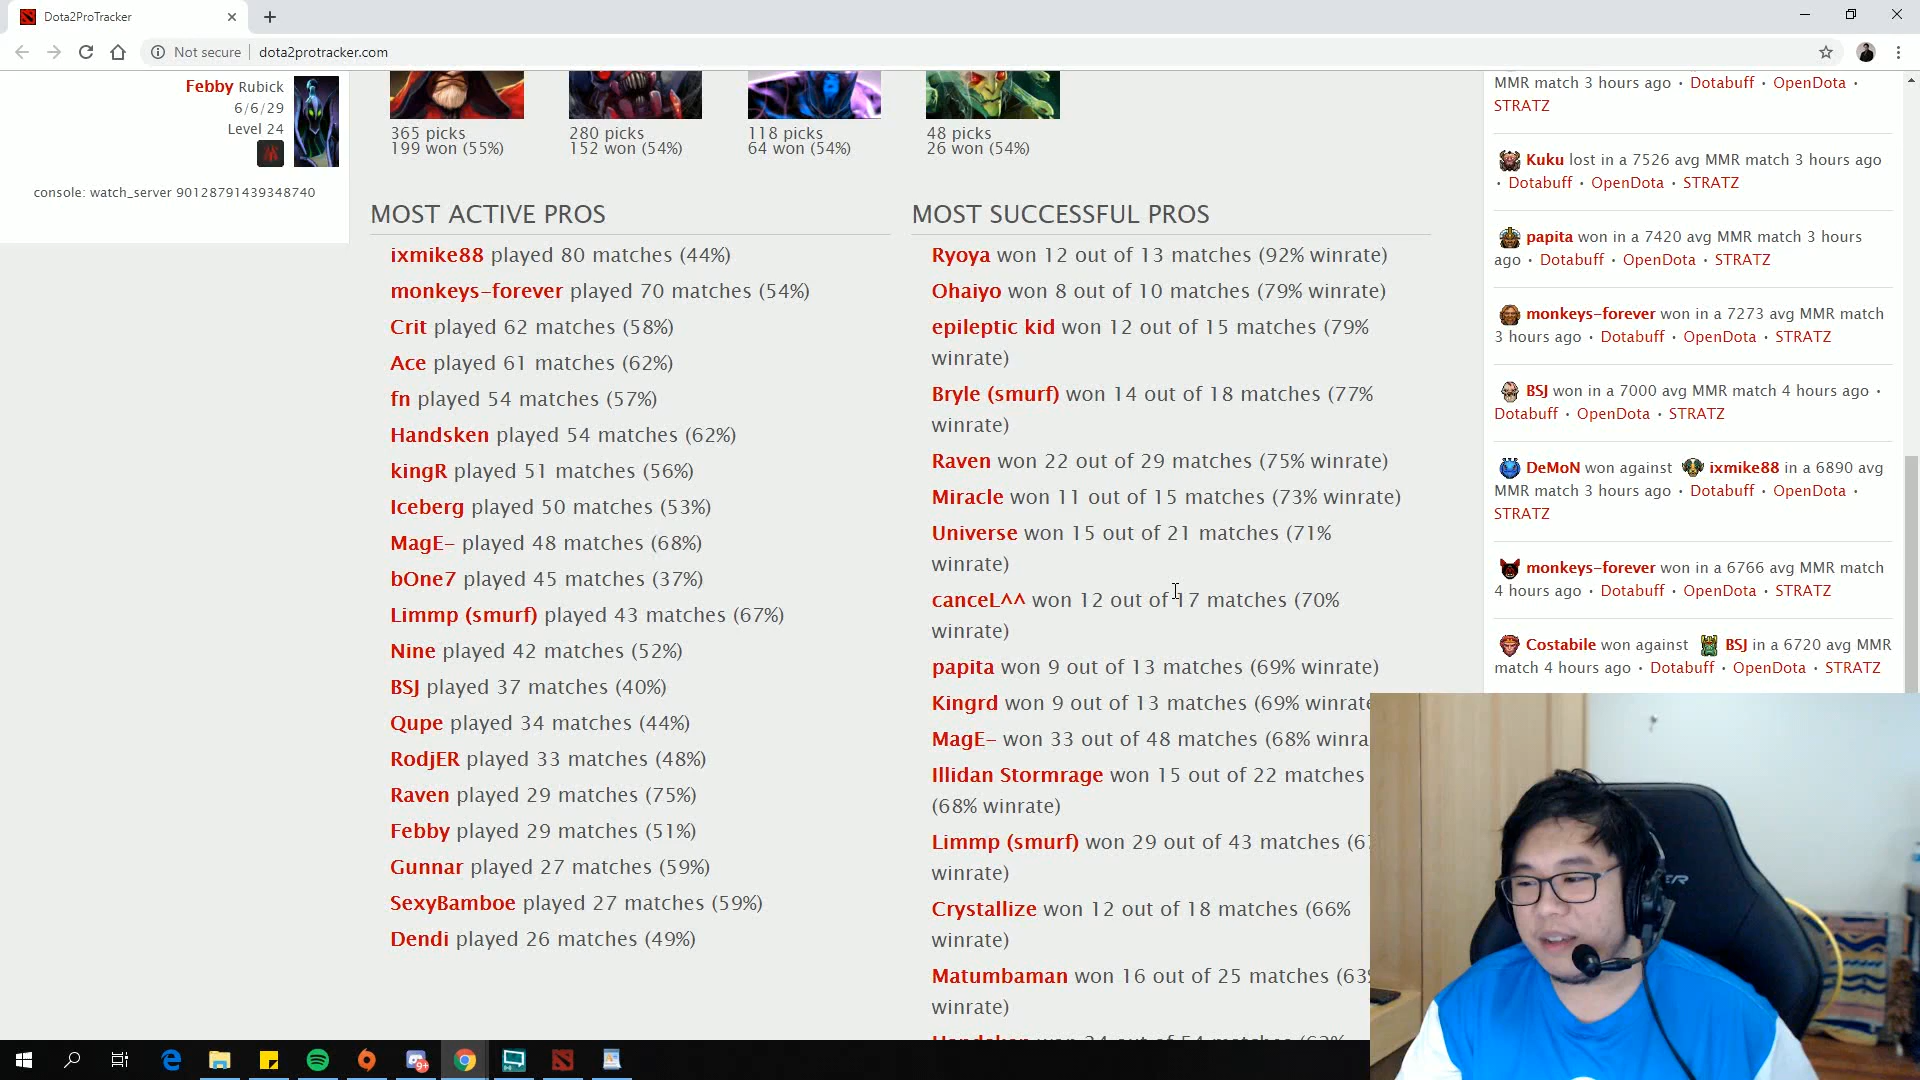 Dota2ProTracker
Not secure dota2protracker.com
Febby Rubick
6/6/29
Level 24
console: watch_server 90128791439348740
365 picks
199 won (55%)
280 picks
152 won (54%)
118 picks
64 won (54%)
48 picks
26 won (54%)
MOST ACTIVE PROS
ixmike88 played 80 matches (44%)
monkeys-forever played 70 matches (54%)
Crit played 62 matches (58%)
Ace played 61 matches (62%)
fn played 54 matches (57%)
Handsken played 54 matches (62%)
kingR played 51 matches (56%)
Iceberg played 50 matches (53%)
MagE- played 48 matches (68%)
bOne7 played 45 matches (37%)
Limmp (smurf) played 43 matches (67%)
Nine played 42 matches (52%)
BSJ played 37 matches (40%)
Qupe played 34 matches (44%)
RodjER played 33 matches (48%)
Raven played 29 matches (75%)
Febby played 29 matches (51%)
Gunnar played 27 matches (59%)
SexyBamboe played 27 matches (59%)
Dendi played 26 matches (49%)
MOST SUCCESSFUL PROS
Ryoya won 12 out of 13 matches (92% winrate)
Ohaiyo won 8 out of 10 matches (79% winrate)
epileptic kid won 12 out of 15 matches (79%
winrate)
Bryle (smurf) won 14 out of 18 matches (77%
winrate)
Raven won 22 out of 29 matches (75% winrate)
Miracle won 11 out of 15 matches (73% winrate)
Universe won 15 out of 21 matches (71%
winrate)
canceL^^ won 12 out of 17 matches (70%
winrate)
papita won 9 out of 13 matches (69% winrate)
Kingrd won 9 out of 13 matches (69% winrate
MagE- won 33 out of 48 matches (68% winra
Illidan Stormrage won 15 out of 22 matches
(68% winrate)
Limmp (smurf) won 29 out of 43 matches (6
winrate)
Crystallize won 12 out of 18 matches (66%
winrate)
Matumbaman won 16 out of 25 matches (63%
winrate)
MMR match 3 hours ago · Dotabuff · OpenDota ·
STRATZ
Kuku lost in a 7526 avg MMR match 3 hours ago
· Dotabuff · OpenDota · STRATZ
papita won in a 7420 avg MMR match 3 hours
ago · Dotabuff · OpenDota · STRATZ
monkeys-forever won in a 7273 avg MMR match
3 hours ago · Dotabuff · OpenDota · STRATZ
BSJ won in a 7000 avg MMR match 4 hours ago ·
Dotabuff · OpenDota · STRATZ
DeMoN won against ixmike88 in a 6890 avg
MMR match 3 hours ago · Dotabuff · OpenDota ·
STRATZ
monkeys-forever won in a 6766 avg MMR match
4 hours ago · Dotabuff · OpenDota · STRATZ
Costabile won against BSJ in a 6720 avg MMR
match 4 hours ago · Dotabuff · OpenDota · STRATZ